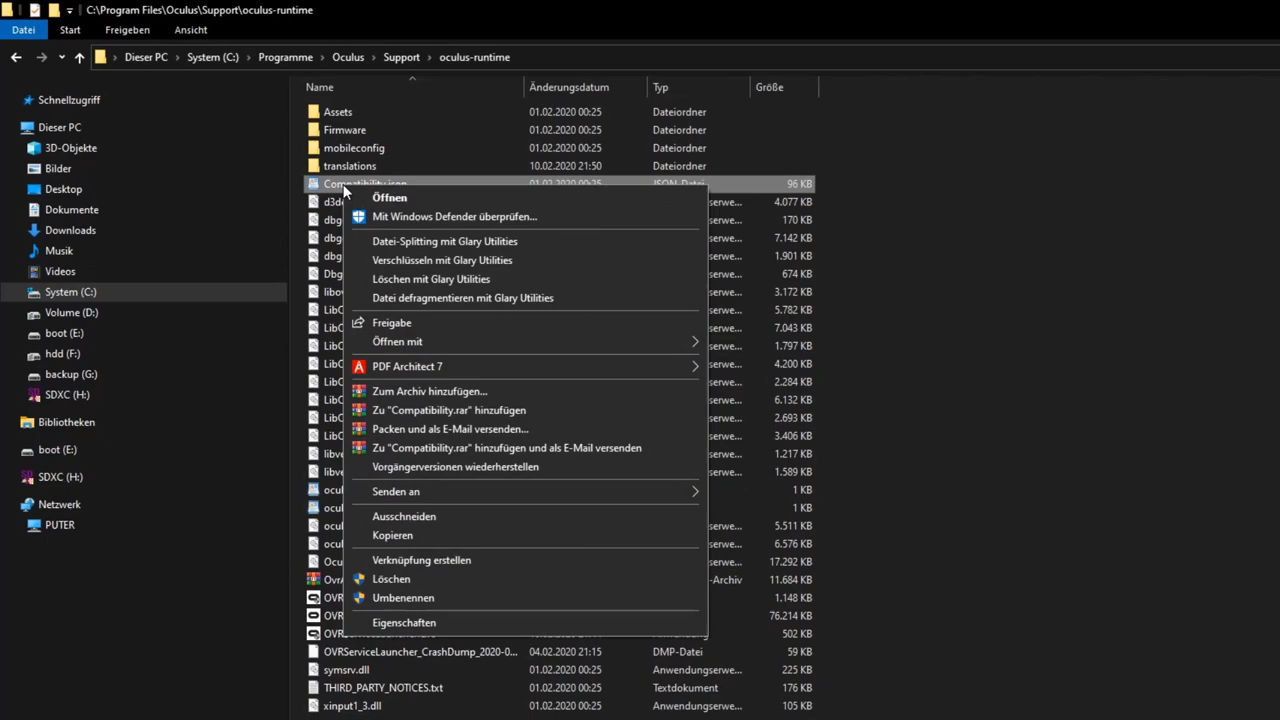 C:\Program Files\Oculus\Support\oculus-runtime
Datei Start Freigeben Ansicht
Dieser PC System (C:) Programme Oculus Support oculus-runtime
Name Änderungsdatum Typ Größe
Schnellzugriff
Dieser PC
3D-Objekte
Bilder
Desktop
Dokumente
Downloads
Musik
Videos
System (C:)
Volume (D:)
boot (E:)
hdd (F:)
backup (G:)
SDXC (H:)
Bibliotheken
boot (E:)
SDXC (H:)
Netzwerk
PUTER
Assets 01.02.2020 00:25 Dateiordner
Firmware 01.02.2020 00:25 Dateiordner
mobileconfig 01.02.2020 00:25 Dateiordner
translations 10.02.2020 21:50 Dateiordner
Compatibility.json 01.02.2020 00:25 JSON-Datei 96 KB
4.077 KB
170 KB
7.142 KB
1.901 KB
674 KB
3.172 KB
5.782 KB
7.043 KB
1.797 KB
4.200 KB
2.284 KB
6.132 KB
2.693 KB
3.406 KB
1.217 KB
1.589 KB
1 KB
1 KB
5.511 KB
6.576 KB
17.292 KB
-Archiv 11.684 KB
1.148 KB
76.214 KB
502 KB
OVRServiceLauncher_CrashDump_2020-0... 04.02.2020 21:15 DMP-Datei 59 KB
symsrv.dll 01.02.2020 00:25 Anwendungserwe... 225 KB
THIRD_PARTY_NOTICES.txt 01.02.2020 00:25 Textdokument 176 KB
xinput1_3.dll 01.02.2020 00:25 Anwendungserwe... 105 KB
Öffnen
Mit Windows Defender überprüfen...
Datei-Splitting mit Glary Utilities
Verschlüsseln mit Glary Utilities
Löschen mit Glary Utilities
Datei defragmentieren mit Glary Utilities
Freigabe
Öffnen mit
PDF Architect 7
Zum Archiv hinzufügen...
Zu "Compatibility.rar" hinzufügen
Packen und als E-Mail versenden...
Zu "Compatibility.rar" hinzufügen und als E-Mail versenden
Vorgängerversionen wiederherstellen
Senden an
Ausschneiden
Kopieren
Verknüpfung erstellen
Löschen
Umbenennen
Eigenschaften